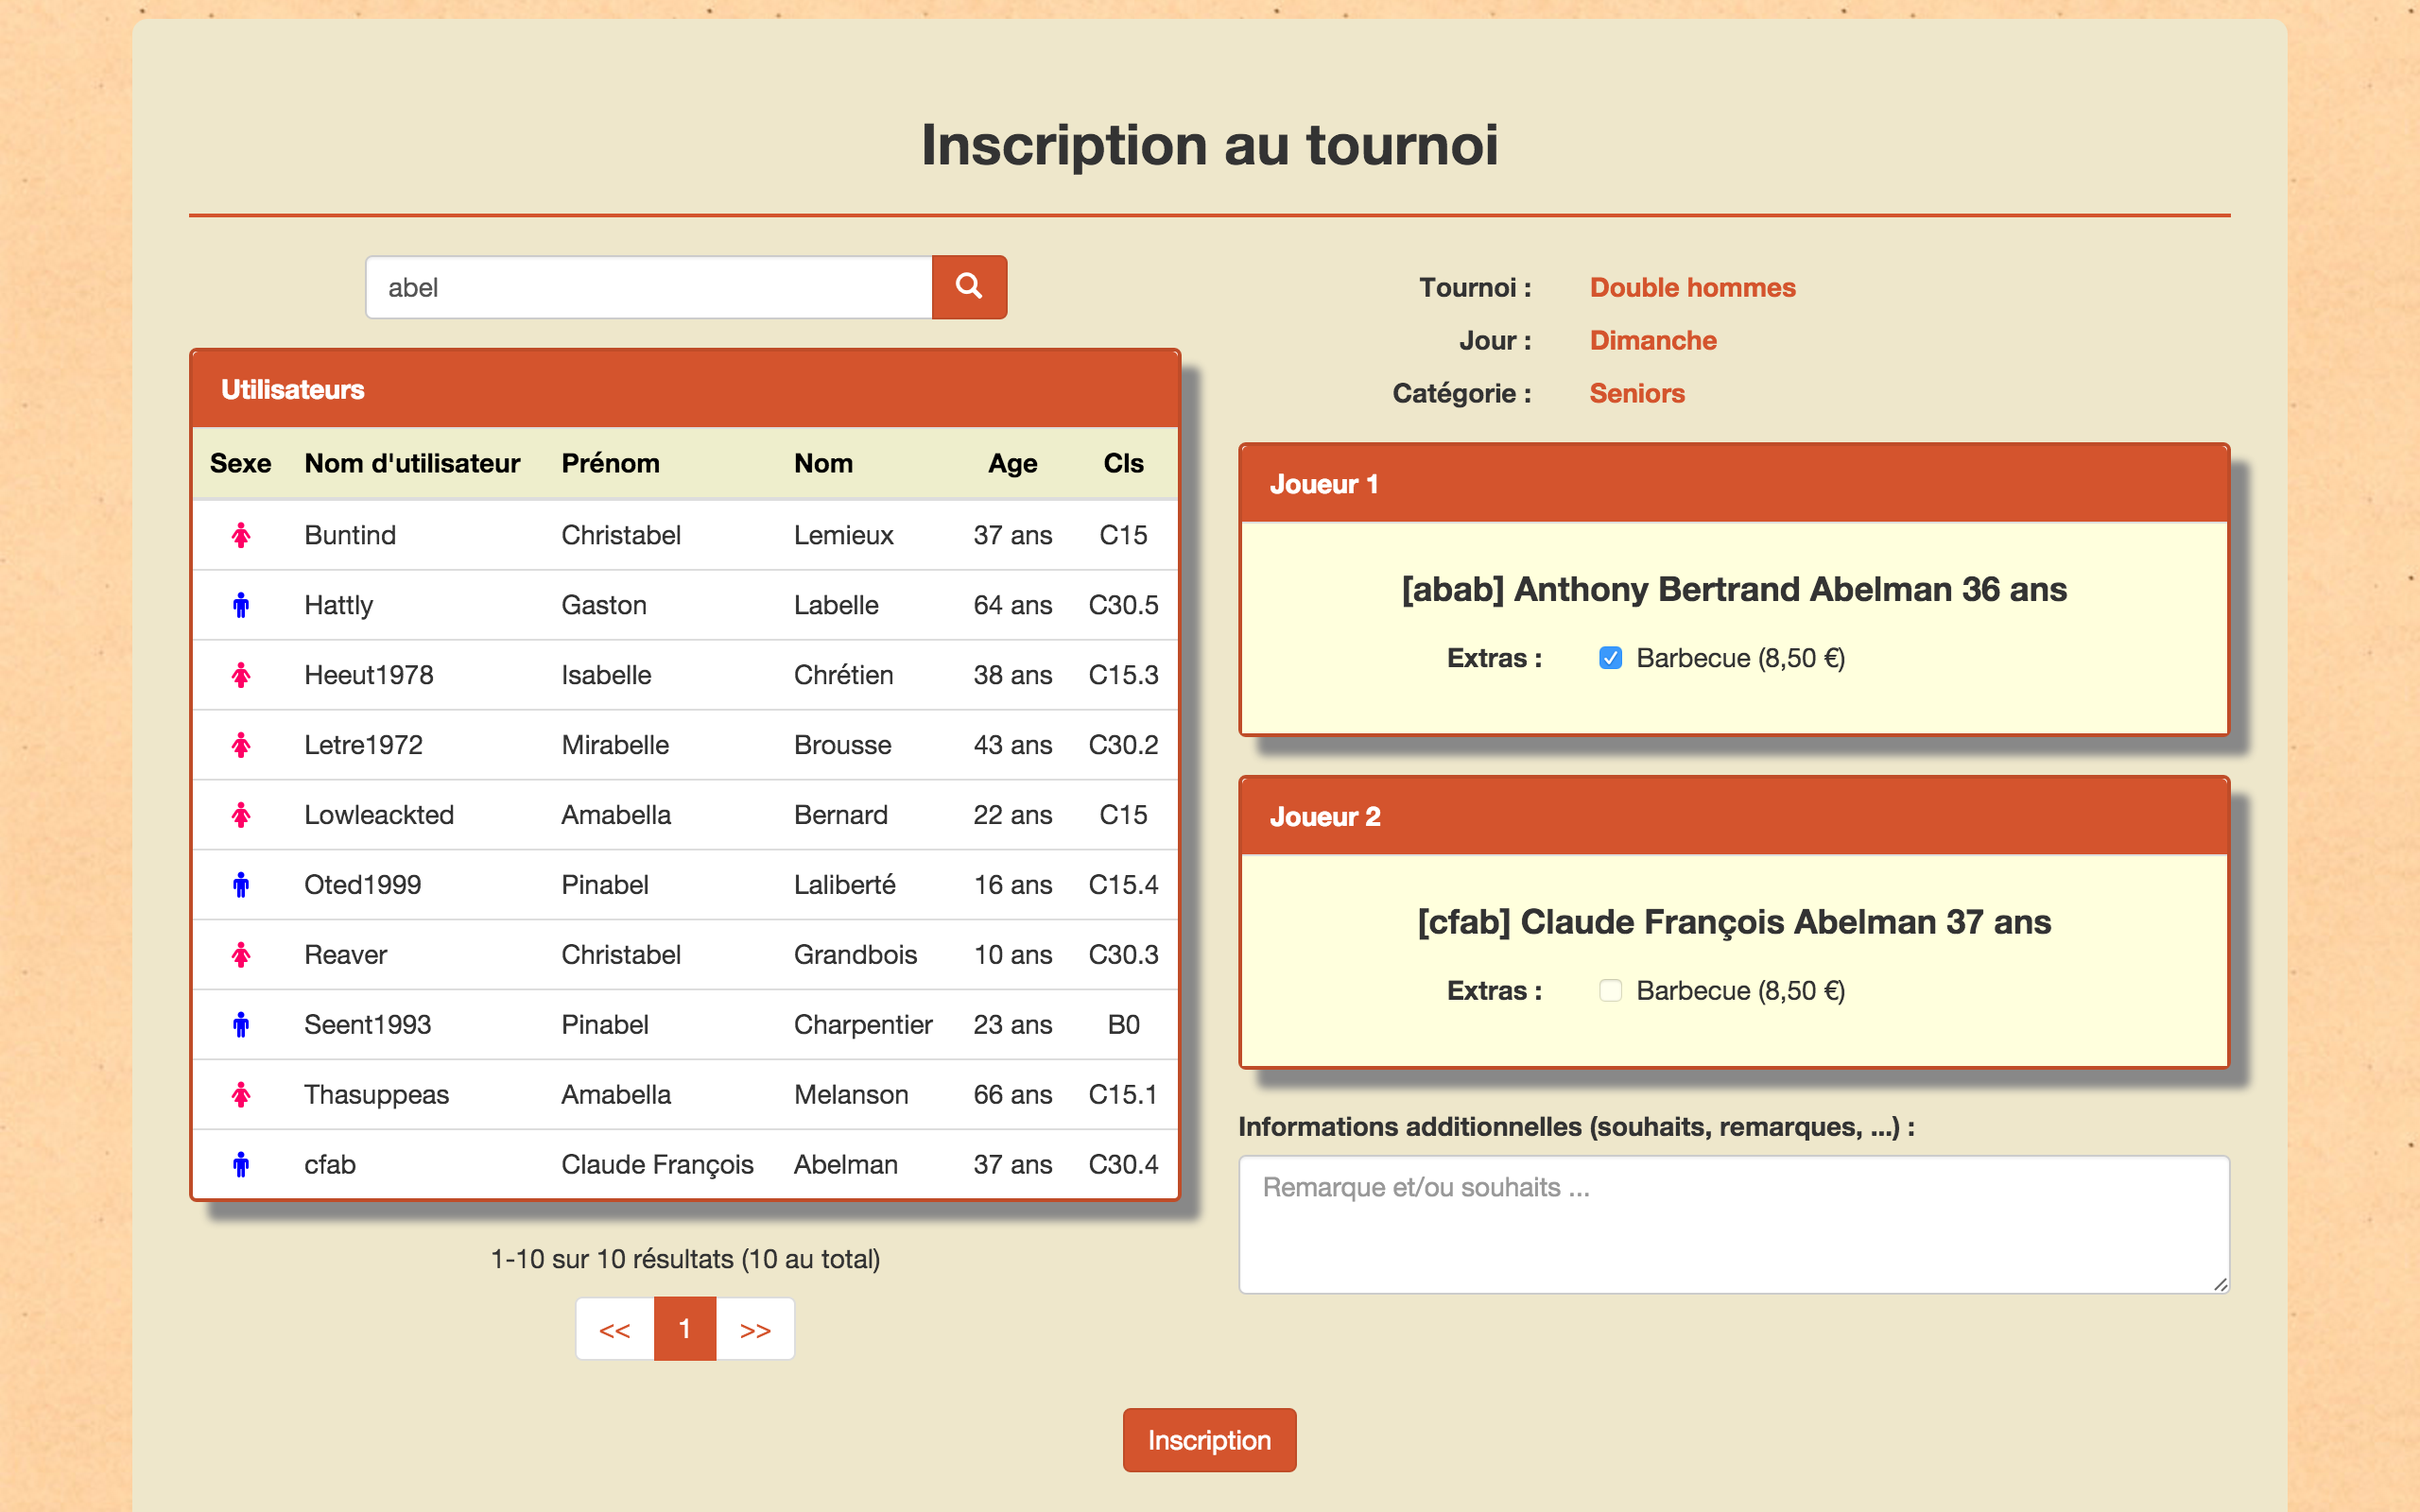 Inscription au tournoi
abel
Utilisateurs
Sexe Nom d'utilisateur Prénom Nom Age Cls
Buntind Christabel Lemieux 37 ans C15
Hattly Gaston Labelle 64 ans C30.5
Heeut1978 Isabelle Chrétien 38 ans C15.3
Letre1972 Mirabelle Brousse 43 ans C30.2
Lowleackted Amabella Bernard 22 ans C15
Oted1999 Pinabel Laliberté 16 ans C15.4
Reaver Christabel Grandbois 10 ans C30.3
Seent1993 Pinabel Charpentier 23 ans B0
Thasuppeas Amabella Melanson 66 ans C15.1
cfab Claude François Abelman 37 ans C30.4
1-10 sur 10 résultats (10 au total)
<< 1 >>
Tournoi : Double hommes
Jour : Dimanche
Catégorie : Seniors
Joueur 1
[abab] Anthony Bertrand Abelman 36 ans
Extras : Barbecue (8,50 €)
Joueur 2
[cfab] Claude François Abelman 37 ans
Extras : Barbecue (8,50 €)
Informations additionnelles (souhaits, remarques, ...) :
Remarque et/ou souhaits ...
Inscription